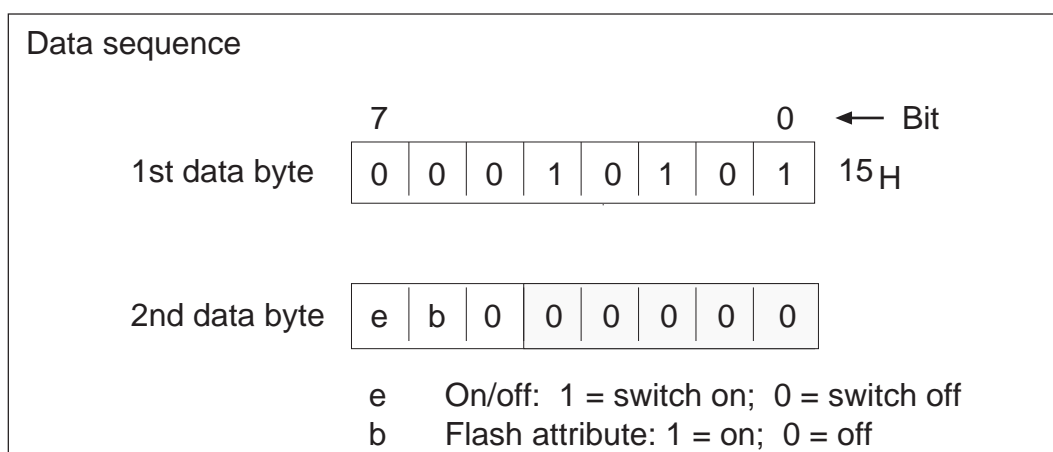 Data sequence
7 0 ← Bit
1st data byte 0 0 0 1 0 1 0 1 15H
2nd data byte e b 0 0 0 0 0 0
e On/off: 1 = switch on; 0 = switch off
b Flash attribute: 1 = on; 0 = off